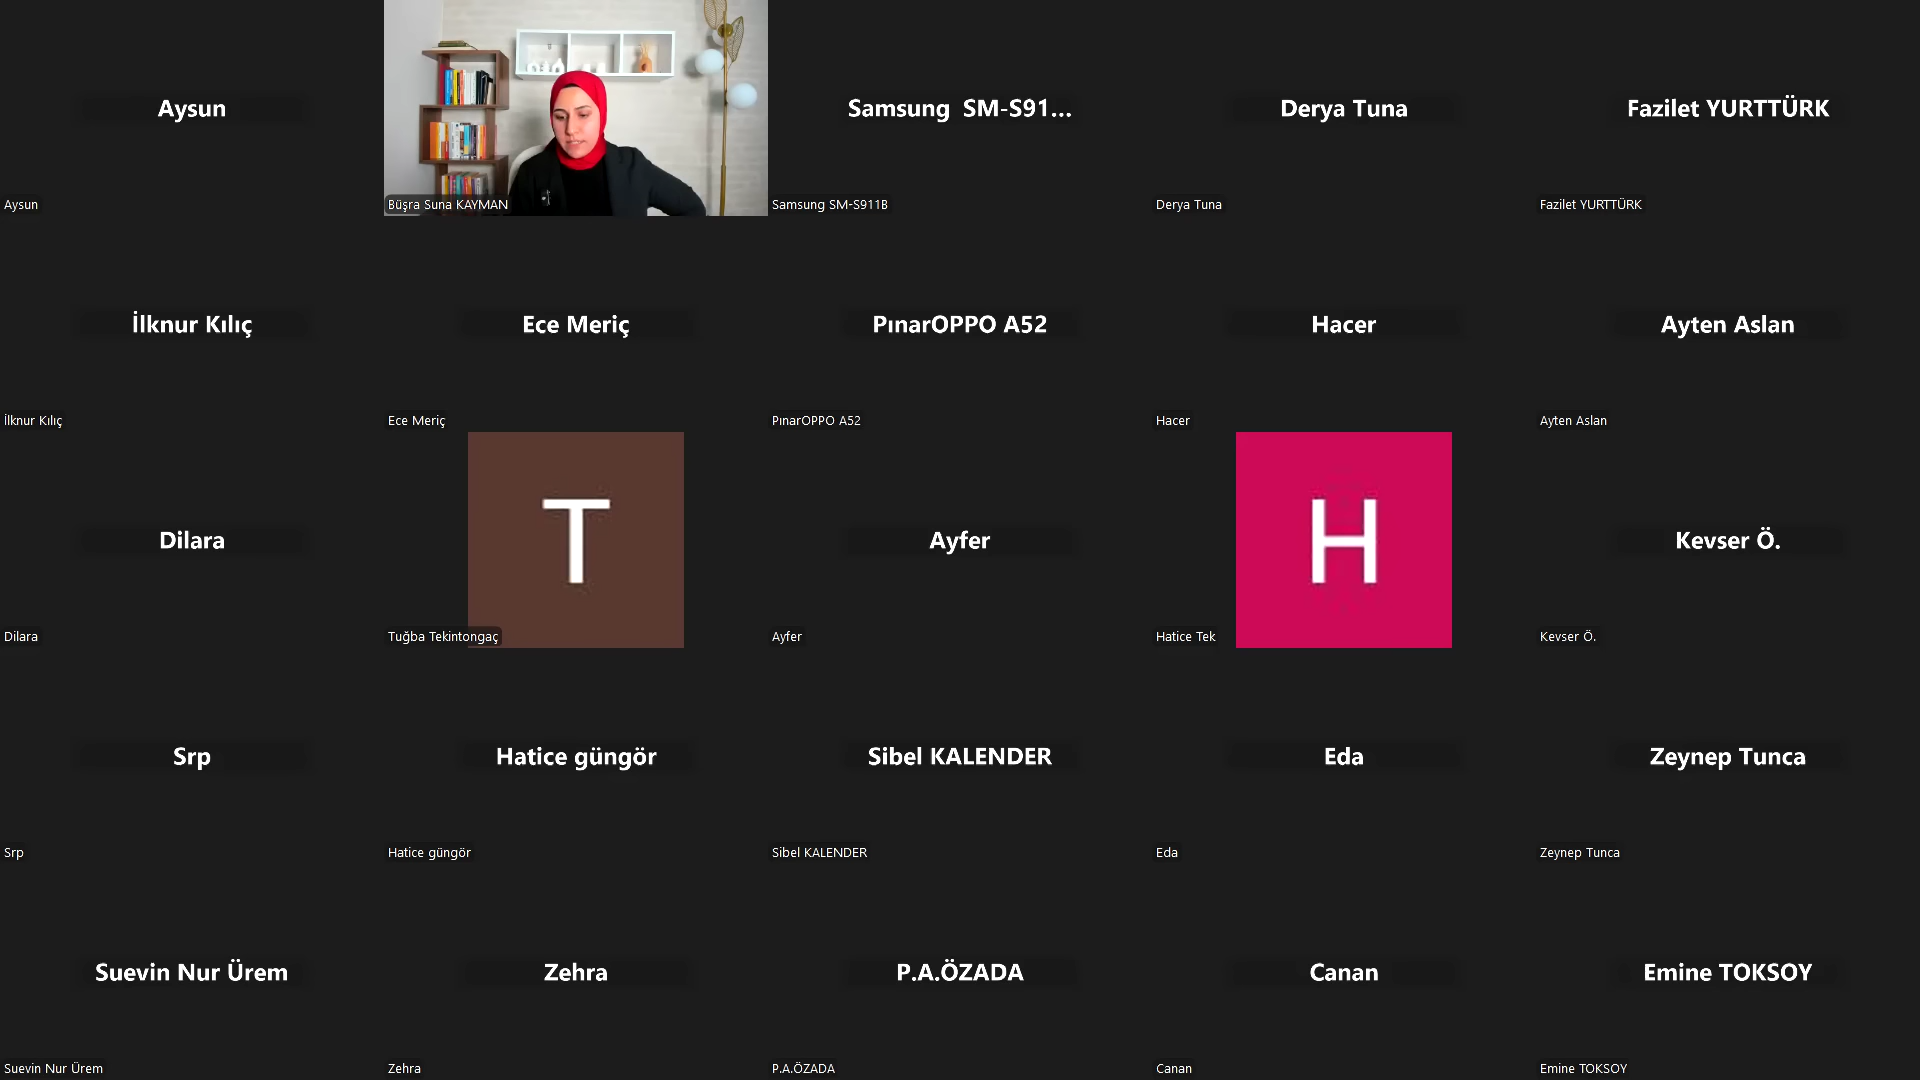 Aysun
Aysun
Büşra Suna KAYMAN
Samsung SM-S91...
Samsung SM-S911B
Derya Tuna
Derya Tuna
Fazilet YURTTÜRK
Fazilet YURTTÜRK
İlknur Kılıç
İlknur Kılıç
Ece Meriç
Ece Meriç
PınarOPPO A52
PınarOPPO A52
Hacer
Hacer
Ayten Aslan
Ayten Aslan
Dilara
Dilara
T
Tuğba Tekintongaç
Ayfer
Ayfer
H
Hatice Tek
Kevser Ö.
Kevser Ö.
Srp
Srp
Hatice güngör
Hatice güngör
Sibel KALENDER
Sibel KALENDER
Eda
Eda
Zeynep Tunca
Zeynep Tunca
Suevin Nur Ürem
Suevin Nur Ürem
Zehra
Zehra
P.A.ÖZADA
P.A.ÖZADA
Canan
Canan
Emine TOKSOY
Emine TOKSOY